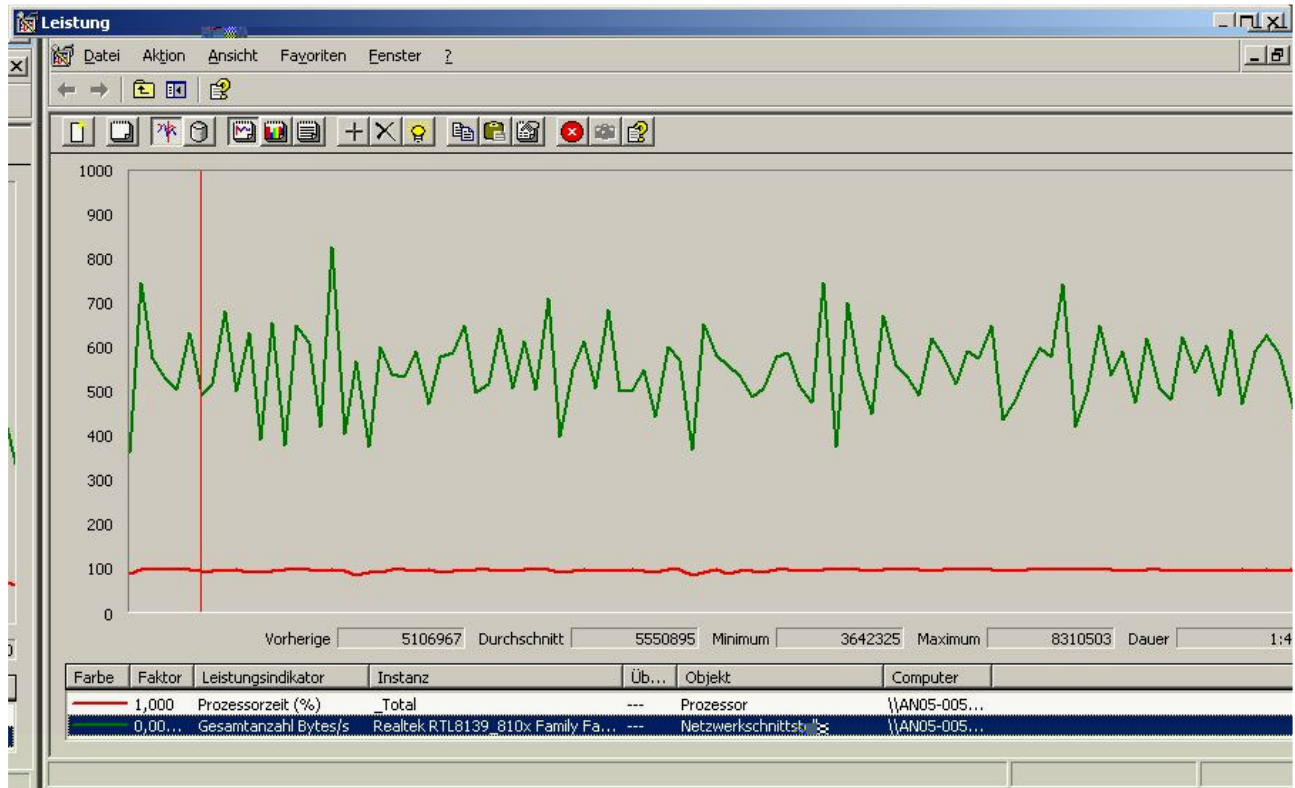 Leistung
Datei Aktion Ansicht Favoriten Fenster ?
1000
900
800
700
600
500
400
300
200
100
0
Vorherige 5106967 Durchschnitt 5550895 Minimum 3642325 Maximum 8310503 Dauer 1:4
Farbe Faktor Leistungsindikator Instanz Üb... Objekt Computer
1,000 Prozessorzeit (%) _Total --- Prozessor \\AN05-005...
0,00... Gesamtanzahl Bytes/s Realtek RTL8139_810x Family Fa... --- \\AN05-005...